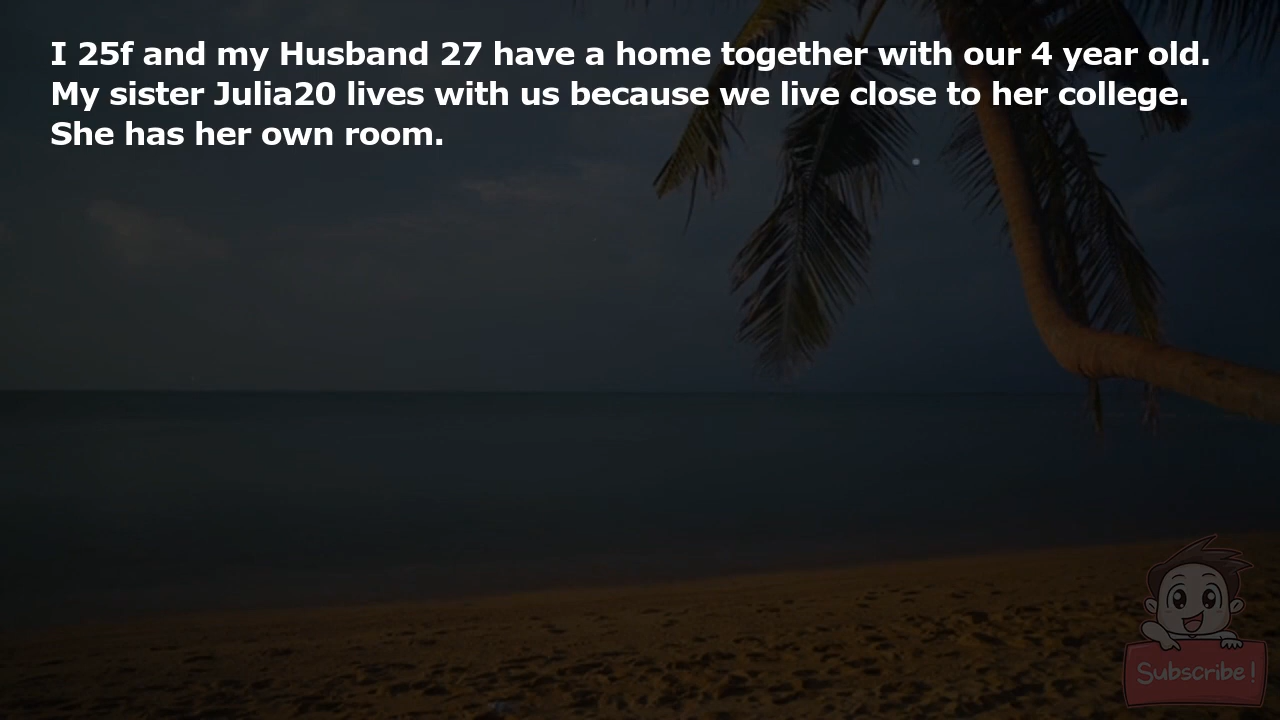 I 25f and my Husband 27 have a home together with our 4 year old.
My sister Julia20 lives with us because we live close to her college.
She has her own room.
Subscribe!